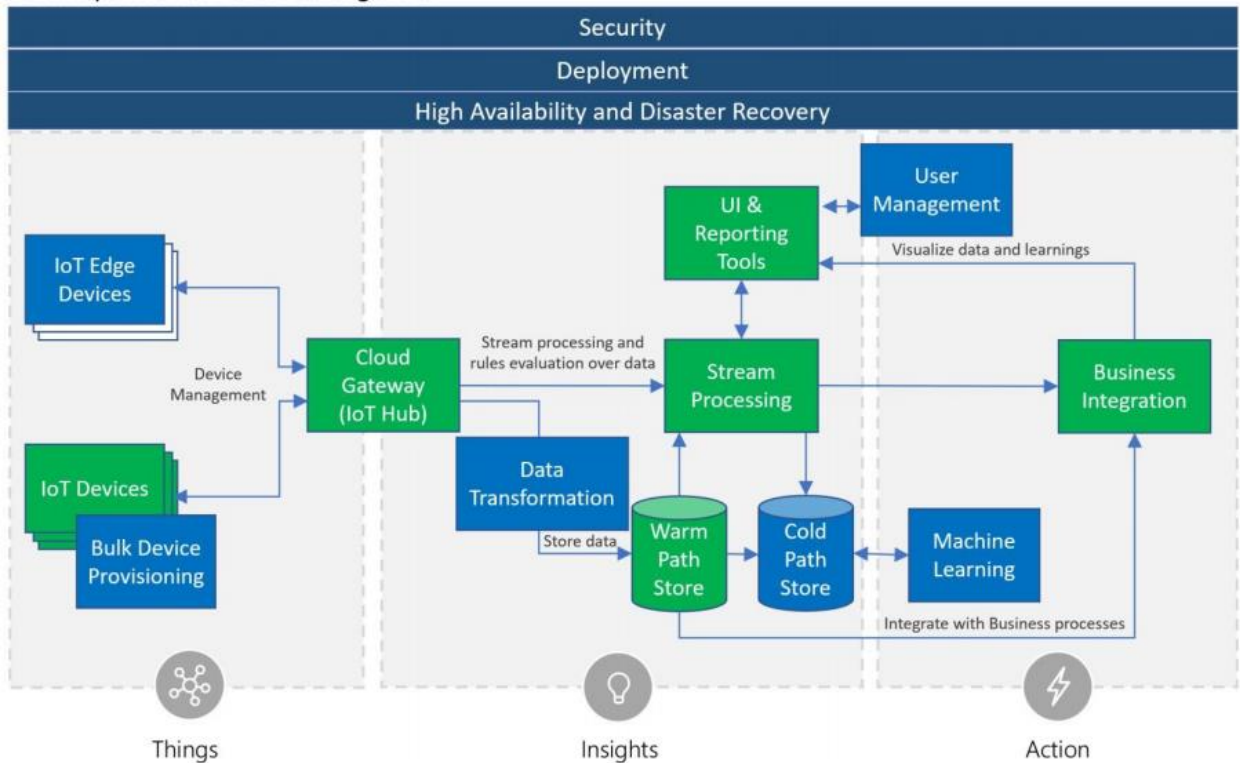 Security
Deployment
High Availability and Disaster Recovery
User
Management
UI &
Reporting
Tools
Visualize data and learnings
IoT Edge
Devices
Device
Management
Cloud
Gateway
(IoT Hub)
Stream processing and
rules evaluation over data
Stream
Processing
Business
Integration
IoT Devices
Bulk Device
Provisioning
Data
Transformation
Store data
Warm
Path
Store
Cold
Path
Store
Machine
Learning
Integrate with Business processes
Things
Insights
Action